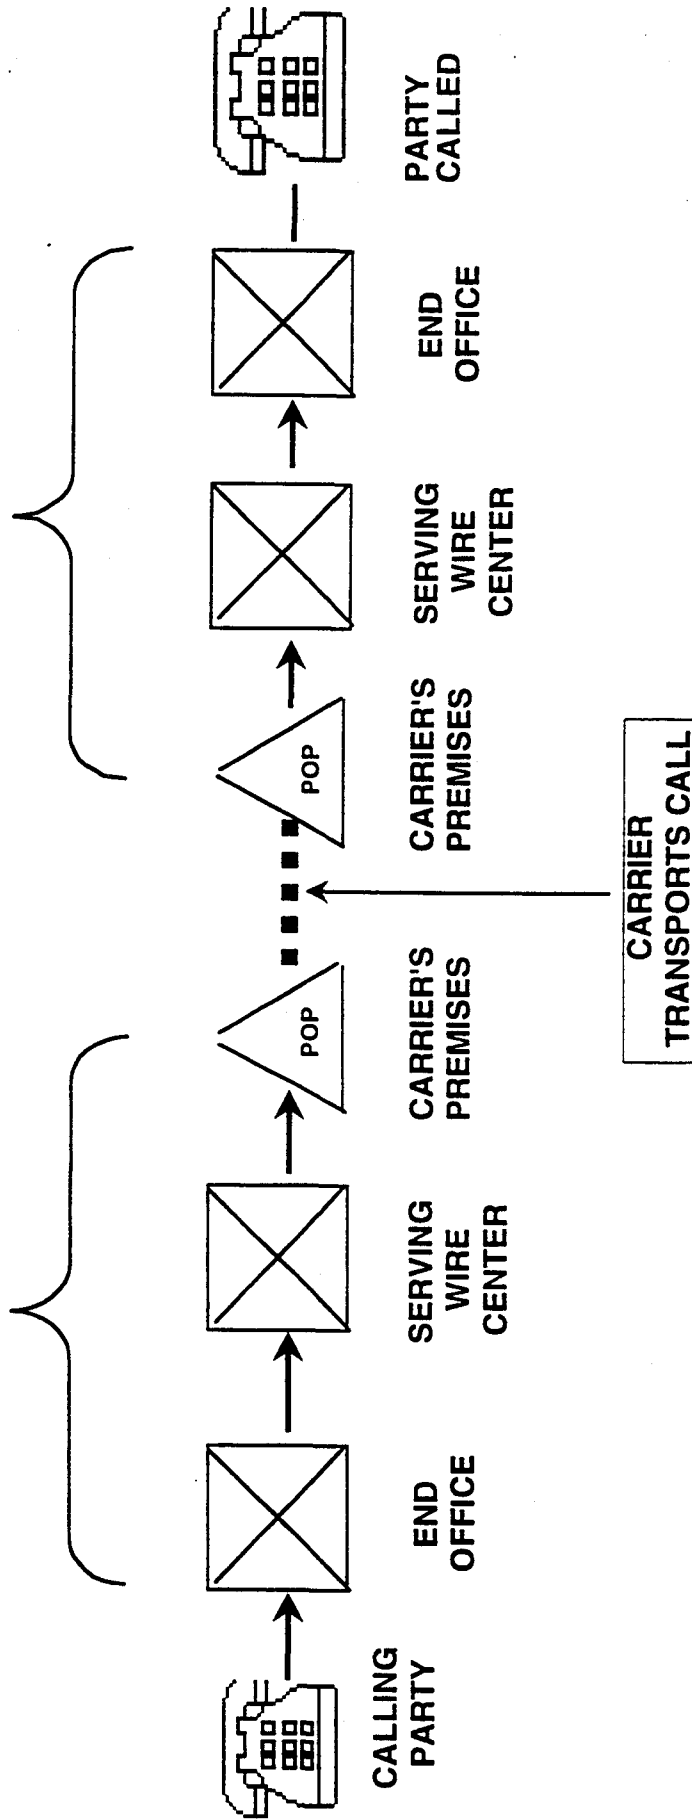 POP
POP
CALLING
PARTY
END
OFFICE
SERVING
WIRE
CENTER
CARRIER'S
PREMISES
CARRIER'S
PREMISES
SERVING
WIRE
CENTER
END
OFFICE
PARTY
CALLED
CARRIER
TRANSPORTS CALL